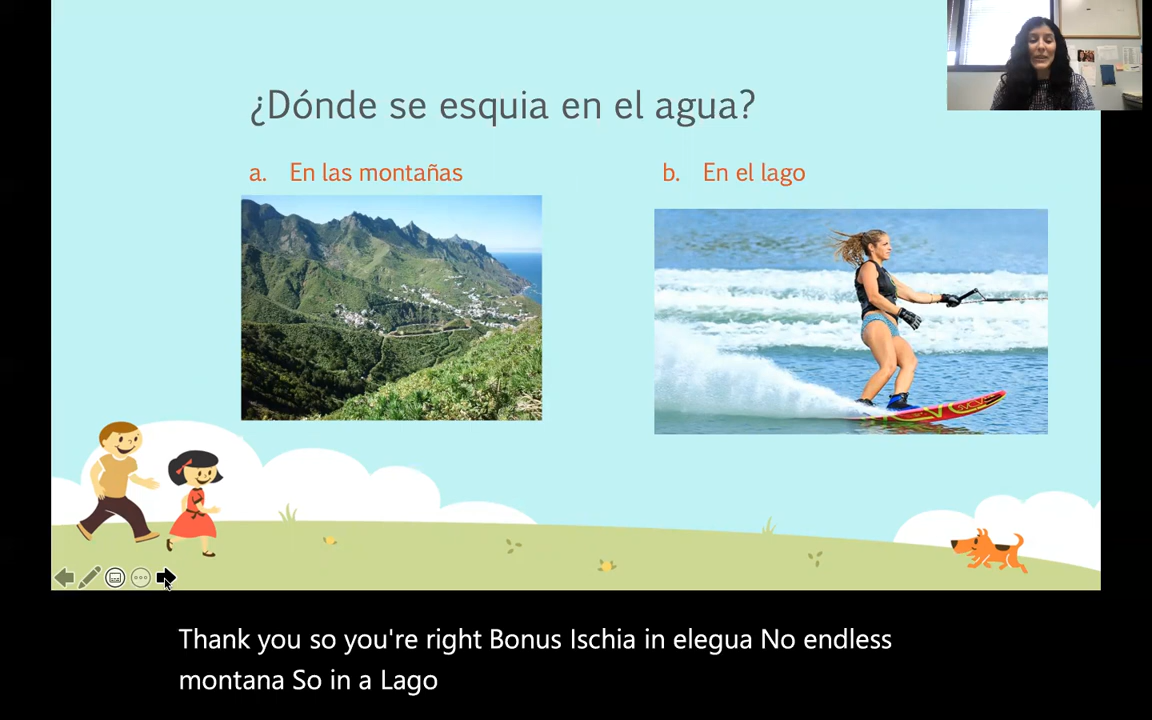 ¿Dónde se esquia en el agua?
a. En las montañas
b. En el lago
Thank you so you're right Bonus Ischia in elegua No endless
montana So in a Lago